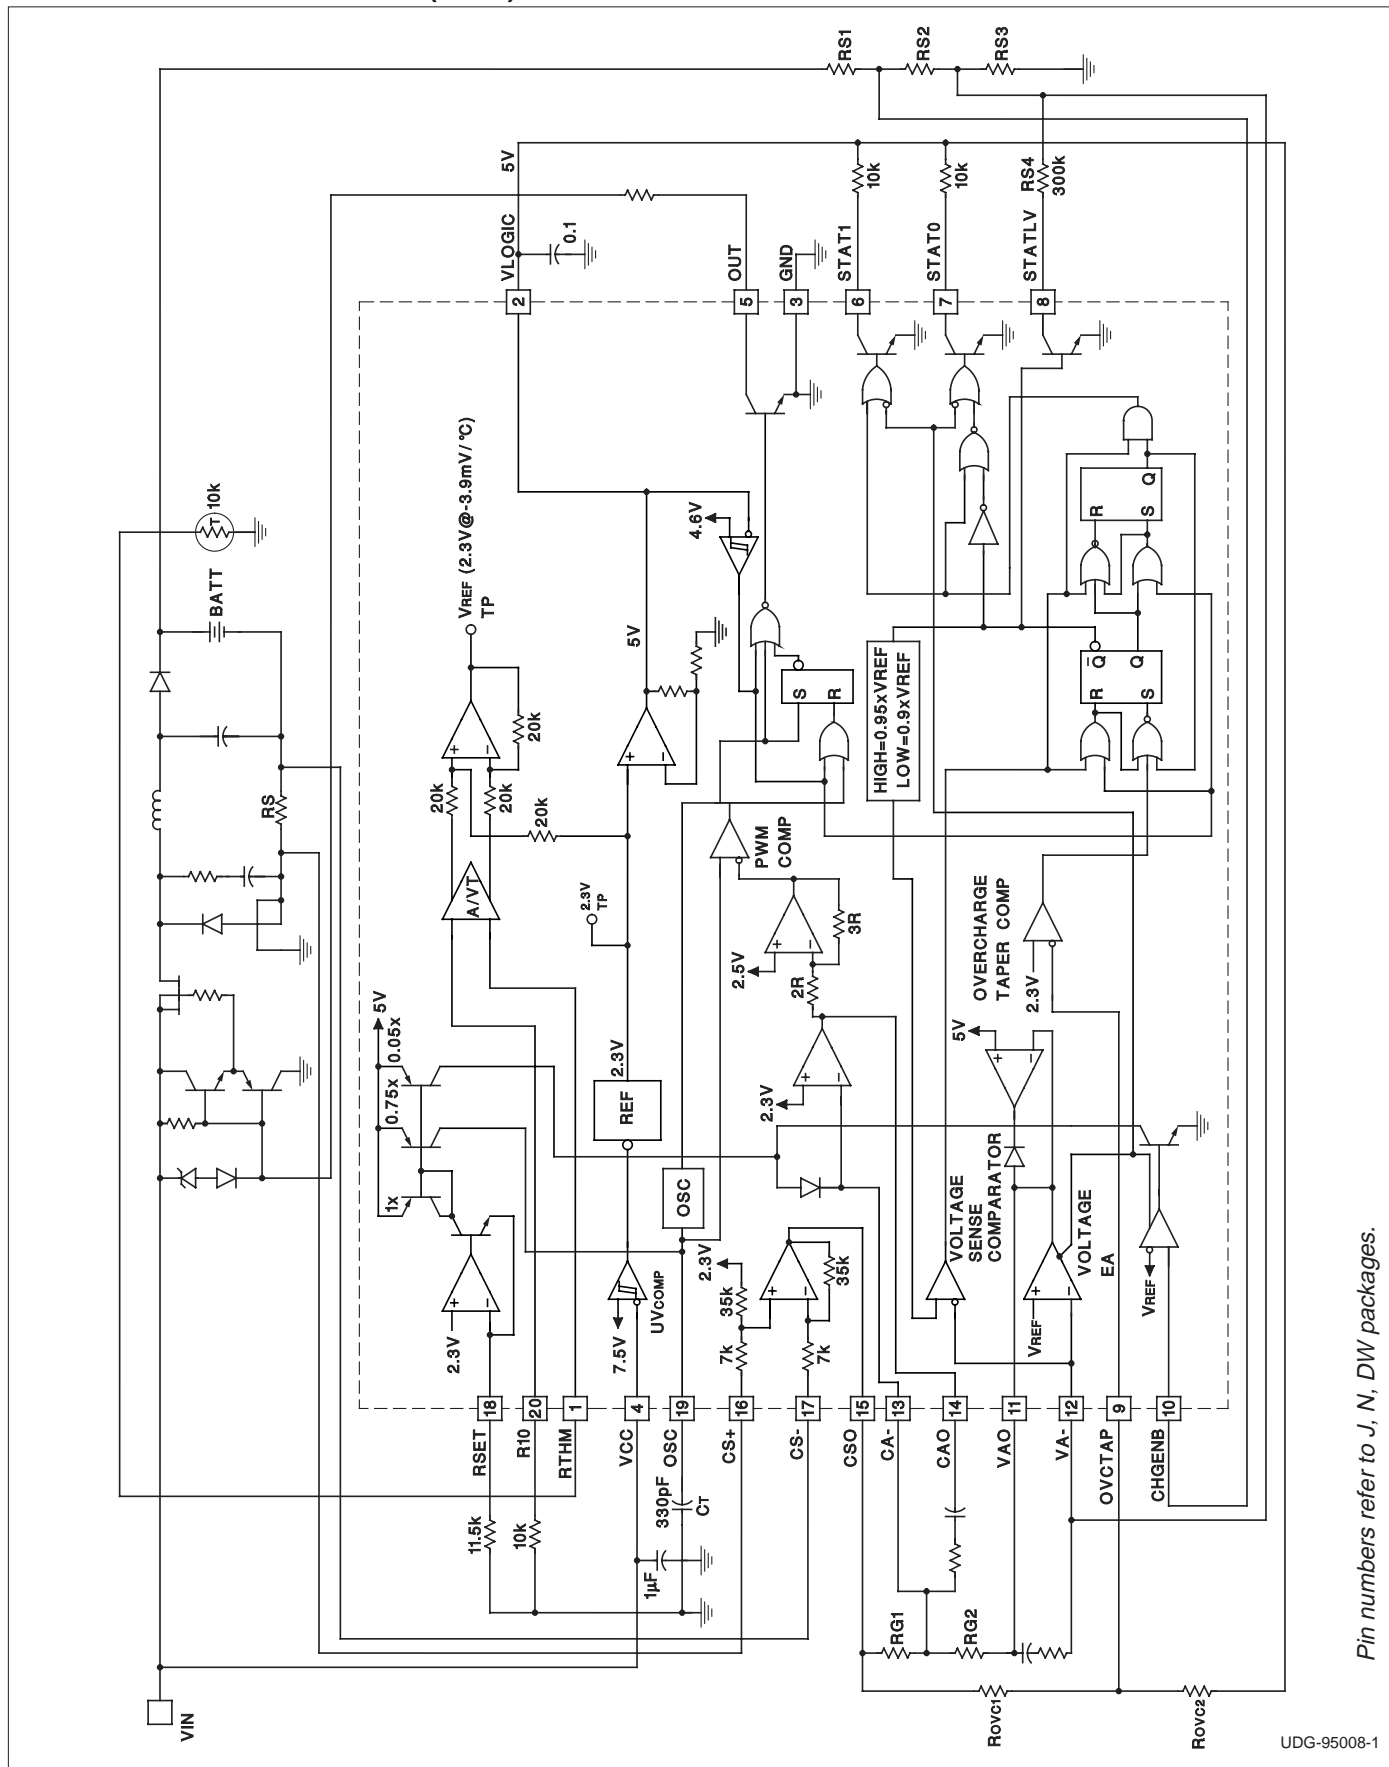 VIN
RS
BATT
10k
T
RS1
RS2
RS3
VREF (2.3V@-3.9mV/°C)
TP
5V
VLOGIC
2
0.1
OUT
5
GND
3
STAT1
6
10k
STAT0
7
10k
STATLV
8
RS4
300k
RSET
18
11.5k
R10
20
10k
RTHM
1
VCC
4
1µF
OSC
19
330pF
CT
CS+
16
CS-
17
CSO
15
CA-
13
CAO
14
VAO
11
VA-
12
OVCTAP
9
CHGENB
10
RG1
RG2
ROVC1
ROVC2
2.3V
+
-
1x
0.75x
0.05x
5V
A/VT
20k
20k
20k
20k
+
-
7.5V
UVCOMP
REF
2.3V
2.3V
TP
+
-
5V
4.6V
OSC
2.3V
7k
35k
7k
35k
+
-
2.3V
+
-
2R
2.5V
+
-
3R
PWM
COMP
S
R
HIGH=0.95xVREF
LOW=0.9xVREF
VOLTAGE
SENSE
COMPARATOR
5V
+
-
VREF
+
-
VOLTAGE
EA
VREF
OVERCHARGE
TAPER COMP
2.3V
R
Q
S
Q
R
Q
S
Pin numbers refer to J, N, DW packages.
UDG-95008-1